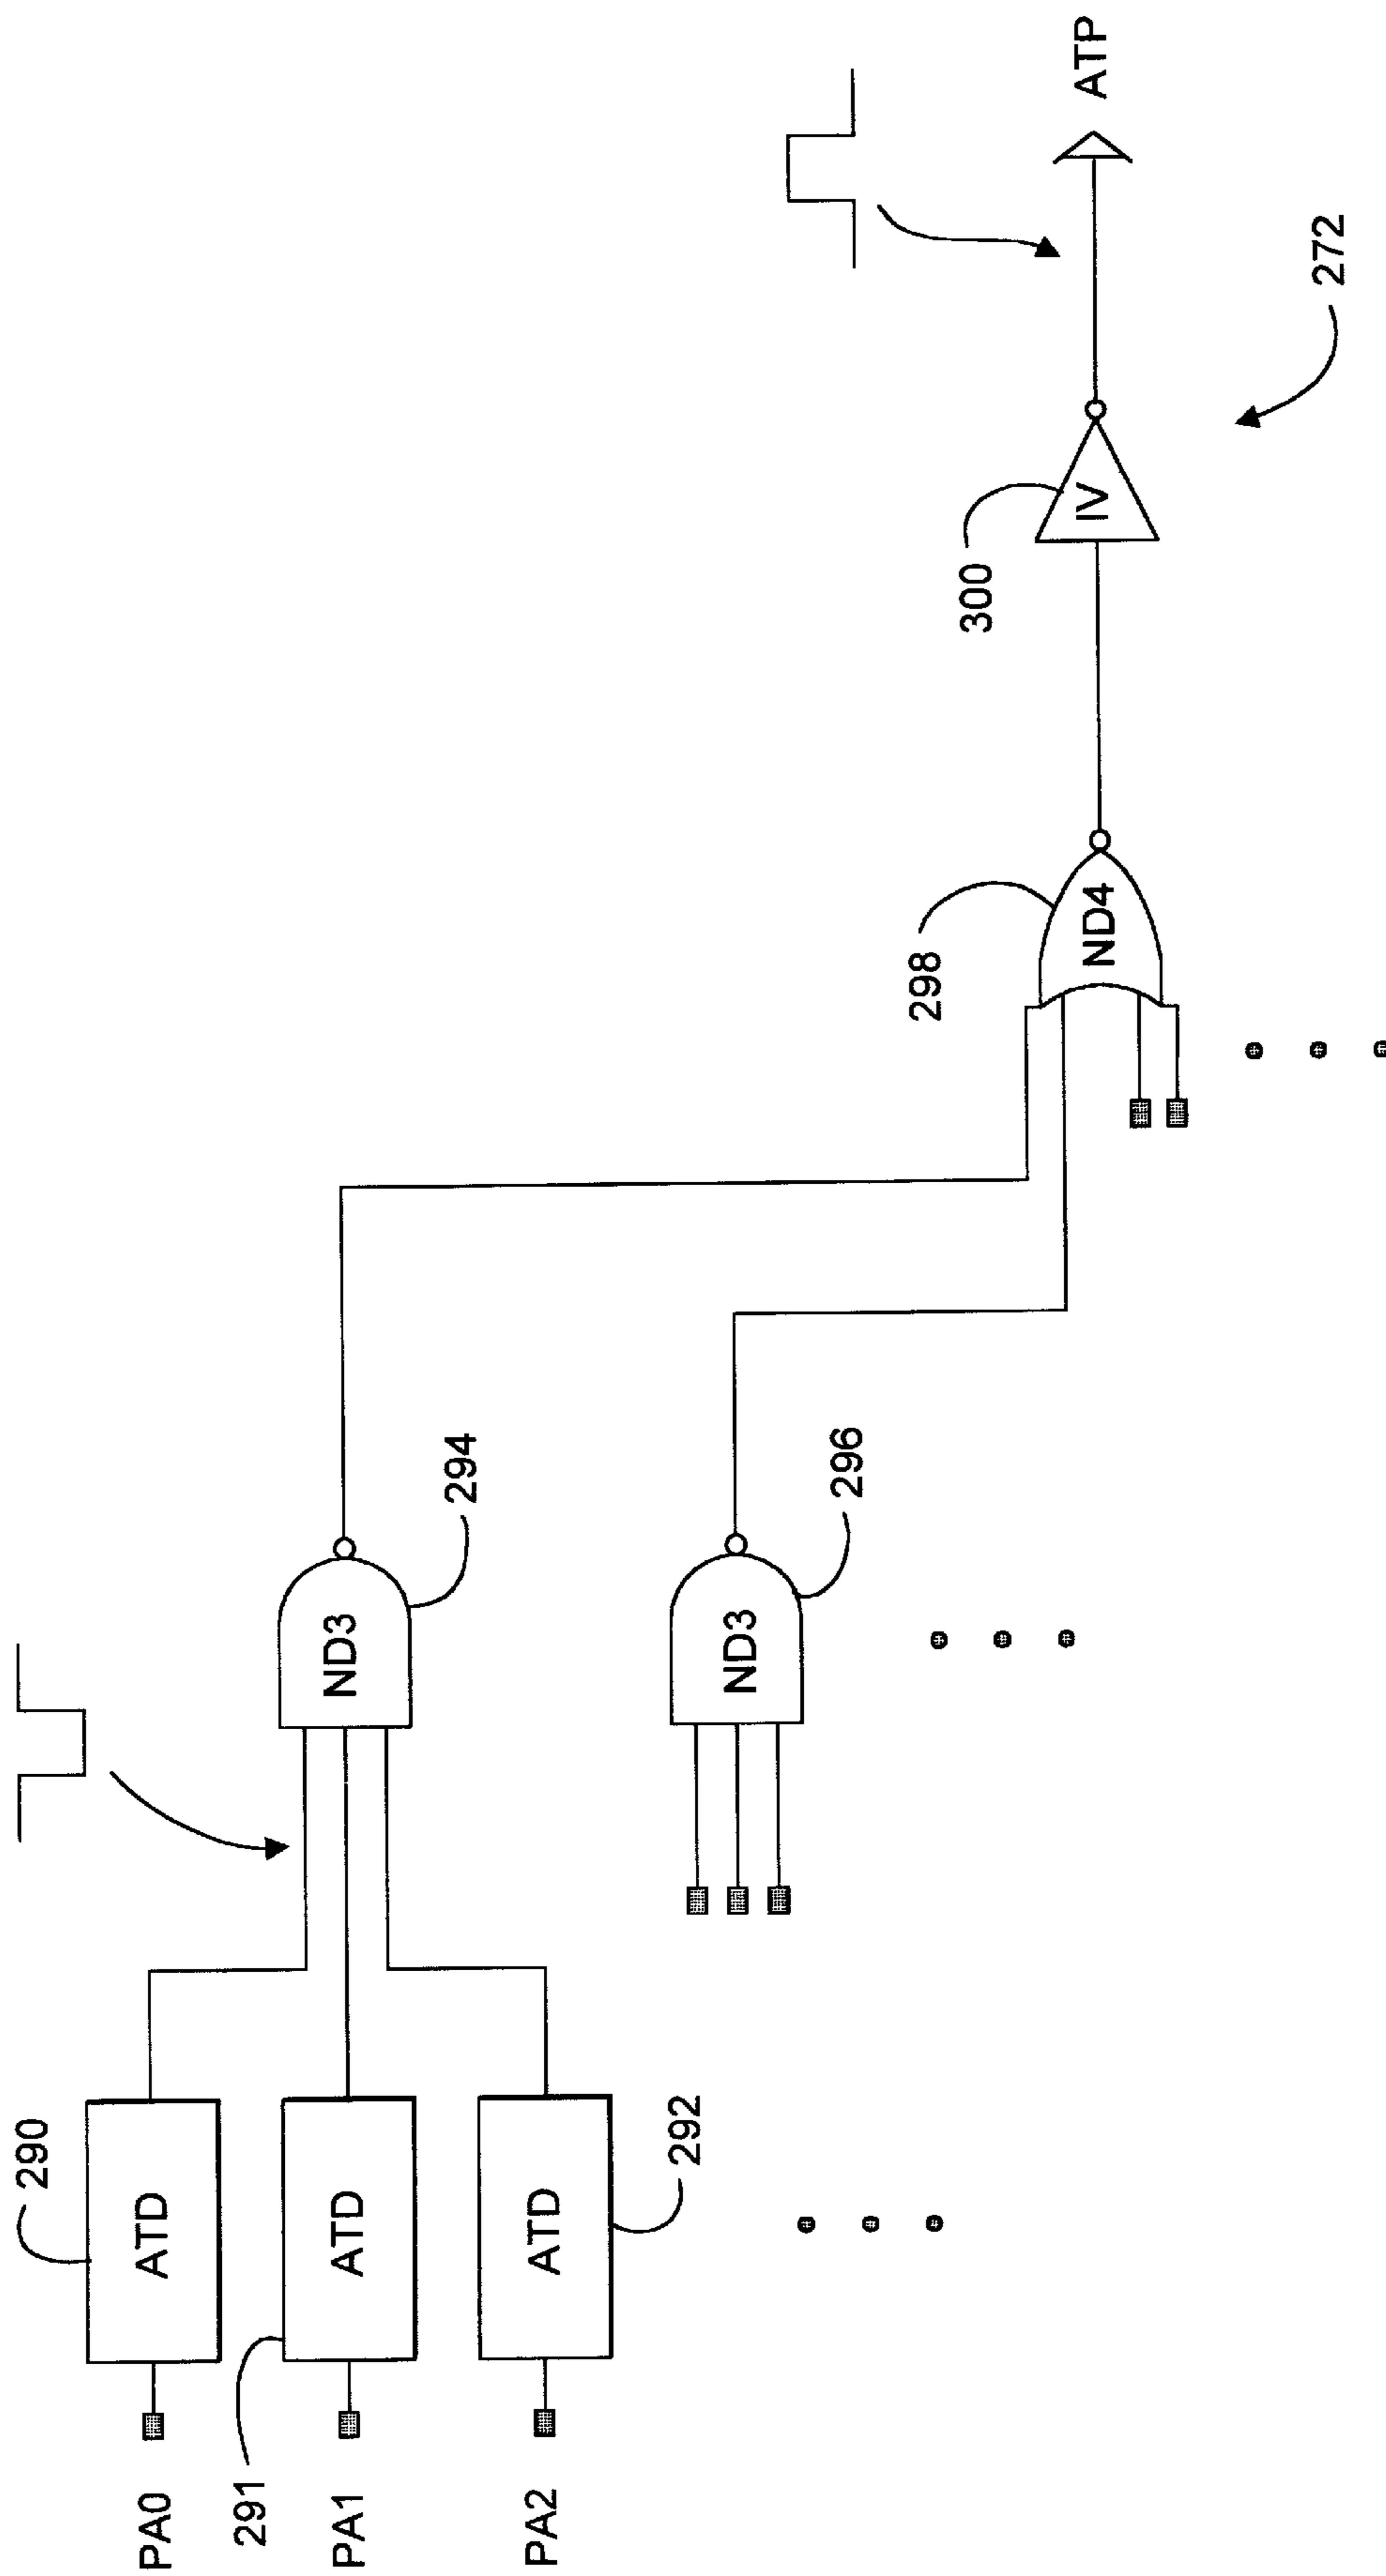 290
PA0
ATD
291
PA1
ATD
PA2
ATD
292
ND3
294
ND3
296
298
ND4
300
IV
ATP
272